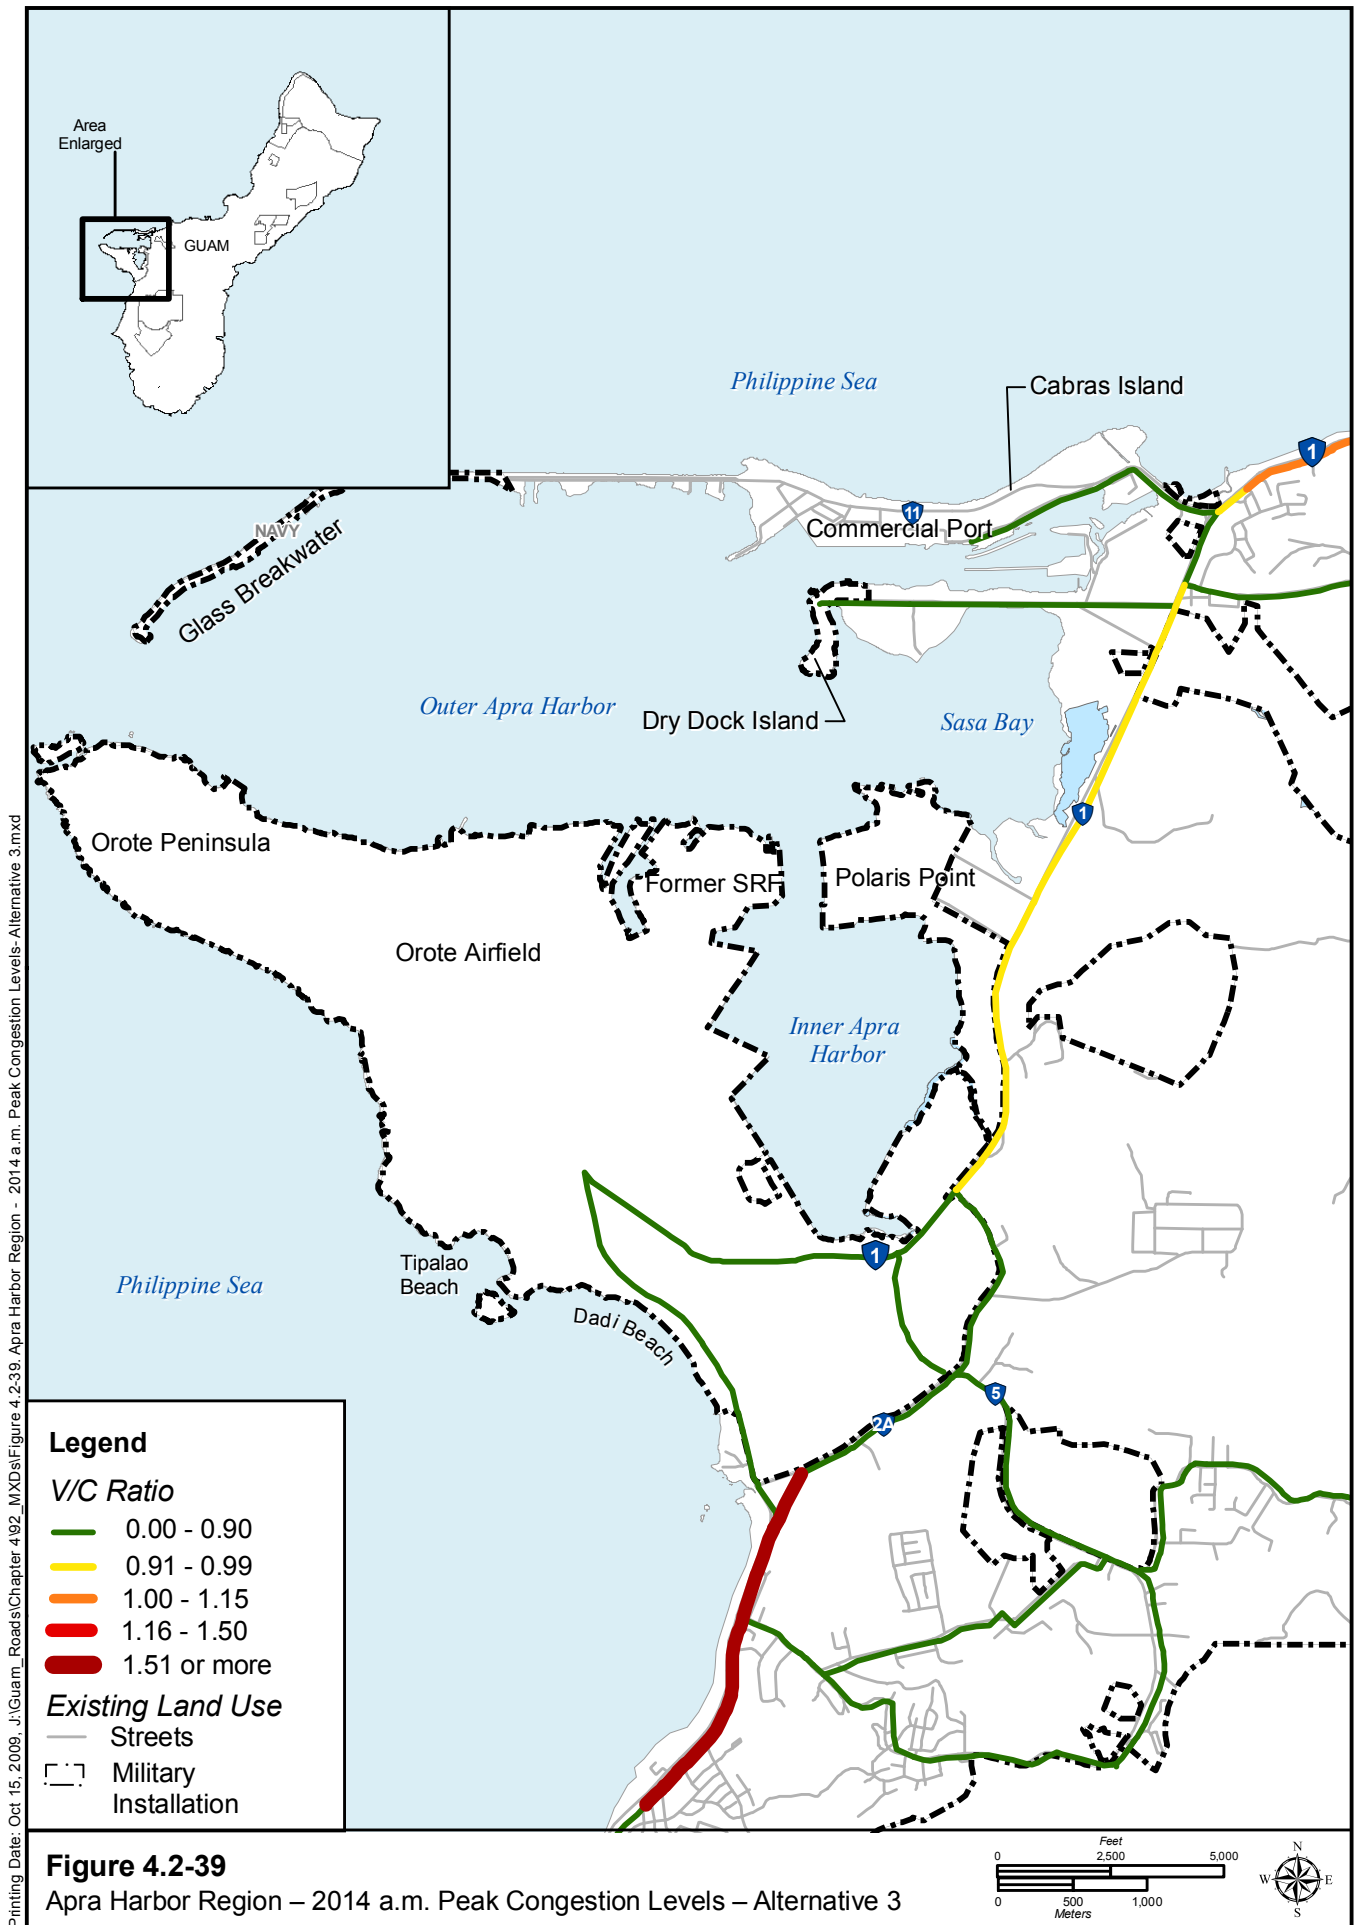 Area
Enlarged
GUAM
Philippine Sea
Cabras Island
1
11
Commercial Port
NAVY
Glass Breakwater
Outer Apra Harbor
Dry Dock Island
Sasa Bay
1
Orote Peninsula
Former SRF
Polaris Point
Orote Airfield
Inner Apra
Harbor
1
Tipalao
Beach
Philippine Sea
Dadi Beach
5
2A
Legend
V/C Ratio
0.00 - 0.90
0.91 - 0.99
1.00 - 1.15
1.16 - 1.50
1.51 or more
Existing Land Use
Streets
Military
Installation
Printing Date: Oct 15, 2009, J:\Guam_Roads\Chapter 4\92_MXDs\Figure 4.2-39. Apra Harbor Region - 2014 a.m. Peak Congestion Levels- Alternative 3.mxd
Figure 4.2-39
Apra Harbor Region – 2014 a.m. Peak Congestion Levels – Alternative 3
Feet
0 2,500 5,000
0 500 1,000
Meters
N
W E
S